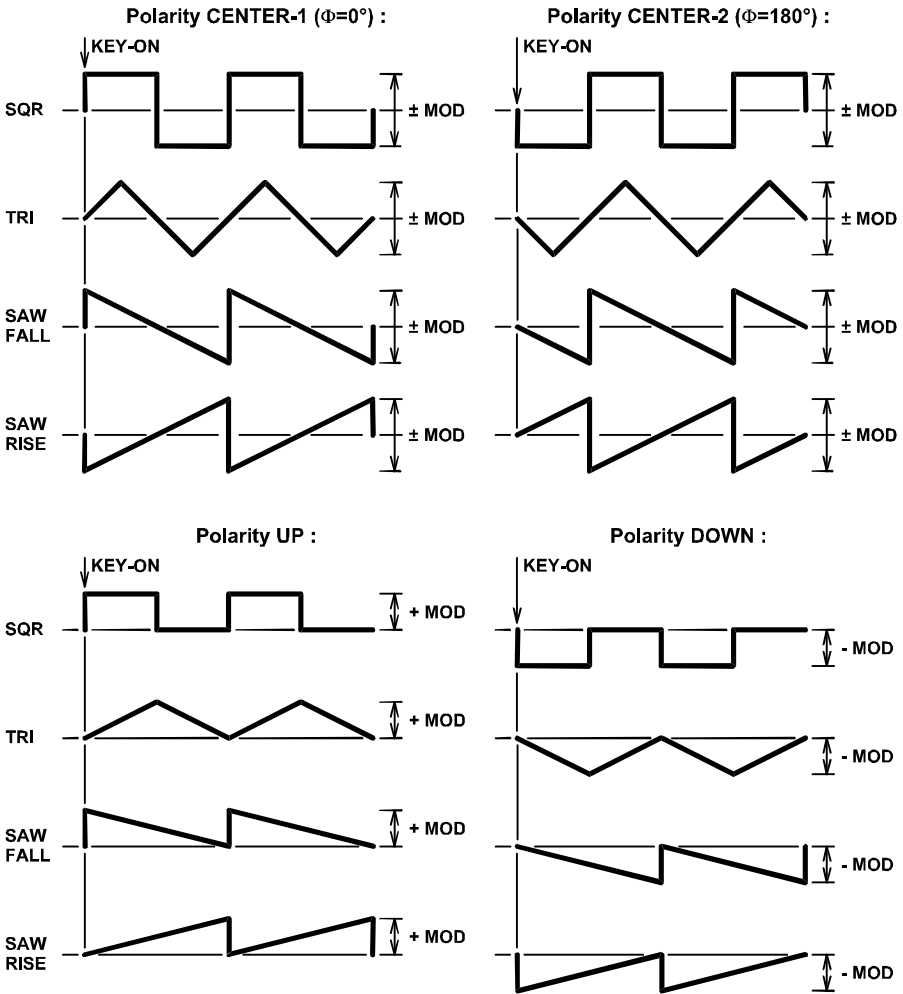 Polarity CENTER-1 (Φ=0°) :
KEY-ON
SQR
± MOD
TRI
± MOD
SAW
FALL
± MOD
SAW
RISE
± MOD
Polarity CENTER-2 (Φ=180°) :
KEY-ON
± MOD
± MOD
± MOD
± MOD
Polarity UP :
KEY-ON
SQR
+ MOD
TRI
+ MOD
SAW
FALL
+ MOD
SAW
RISE
+ MOD
Polarity DOWN :
KEY-ON
- MOD
- MOD
- MOD
- MOD